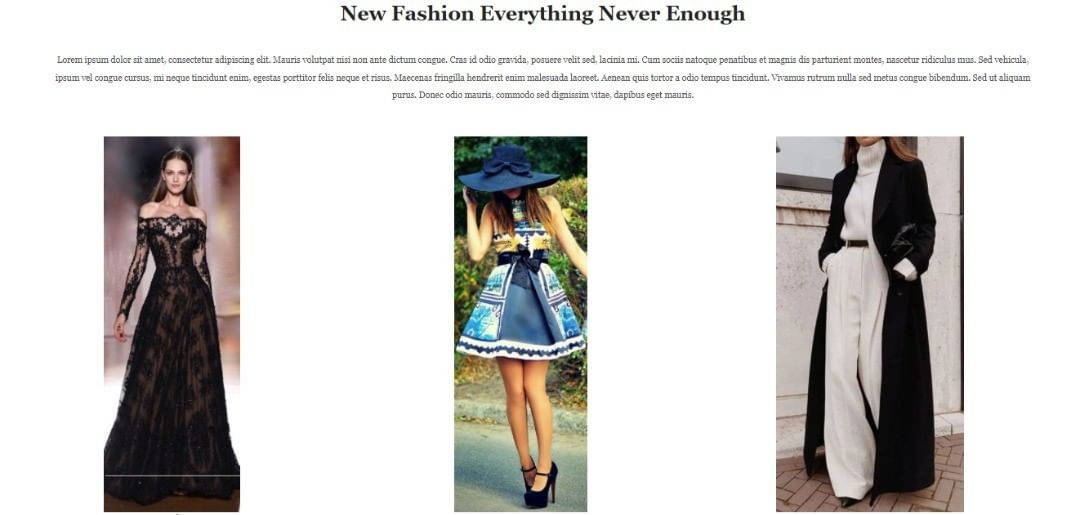 New Fashion Everything Never Enough
Lorem ipsum dolor sit amet, consectetur adipiscing elit. Mauris volutpat nisi non ante dictum congue. Cras id odio gravida, posuere velit sed, lacinia mi. Cum sociis natoque penatibus et magnis dis parturient montes, nascetur ridiculus mus. Sed vehicula,
ipsum vel congue cursus, mi neque tincidunt enim, egestas porttitor felis neque et risus. Maecenas fringilla hendrerit enim malesuada laoreet. Aenean quis tortor a odio tempus tincidunt. Vivamus rutrum nulla sed metus congue bibendum. Sed ut aliquam
purus. Donec odio mauris, commodo sed dignissim vitae, dapibus eget mauris.